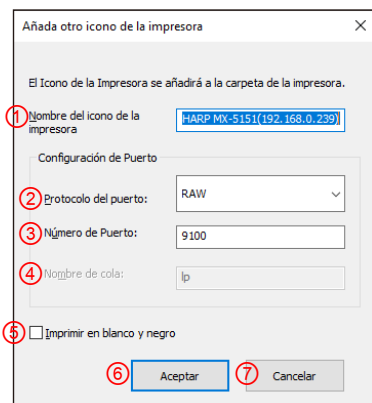 Añada otro icono de la impresora
El Icono de la Impresora se añadirá a la carpeta de la impresora.
① Nombre del icono de la impresora
HARP MX-5151(192.168.0.239)
Configuración de Puerto
② Protocolo del puerto: RAW
③ Número de Puerto: 9100
④ Nombre de cola: lp
⑤ Imprimir en blanco y negro
⑥ Aceptar ⑦ Cancelar